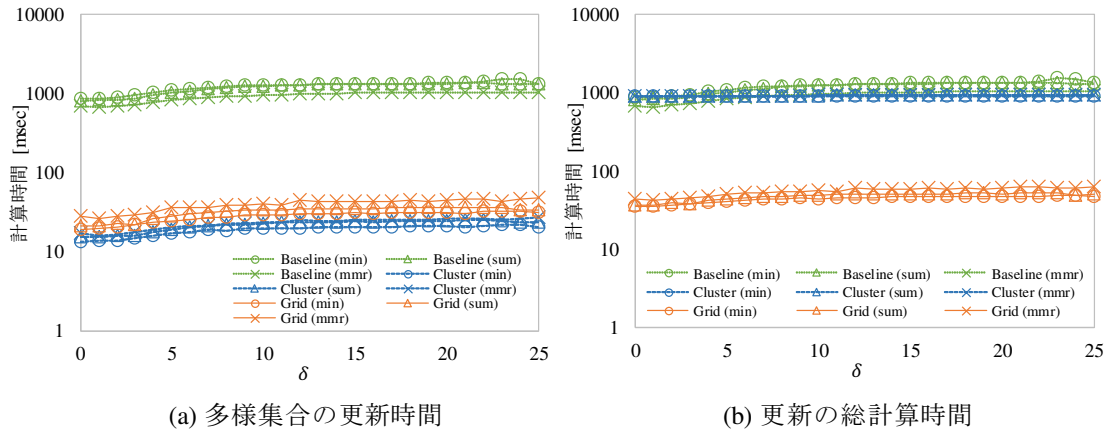 10000
1000
100
10
1
計算時間 [msec]
Baseline (min) Baseline (sum)
Baseline (mmr) Cluster (min)
Cluster (sum) Cluster (mmr)
Grid (min) Grid (sum)
Grid (mmr)
0 5 10 15 20 25
δ
(a) 多様集合の更新時間
10000
1000
100
10
1
計算時間 [msec]
Baseline (min) Baseline (sum) Baseline (mmr)
Cluster (min) Cluster (sum) Cluster (mmr)
Grid (min) Grid (sum) Grid (mmr)
0 5 10 15 20 25
δ
(b) 更新の総計算時間